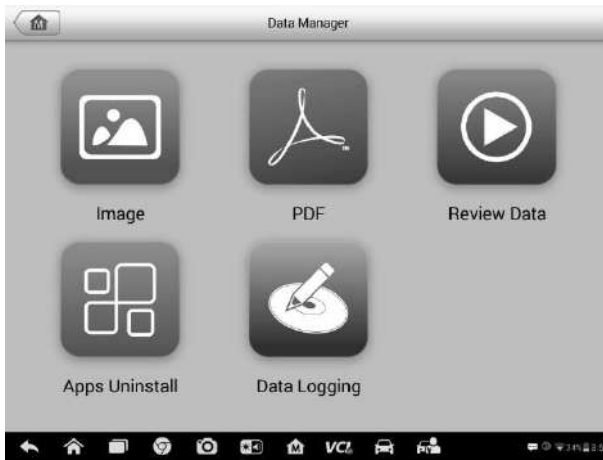 Data Manager
Image
PDF
Review Data
Apps Uninstall
Data Logging
VCI